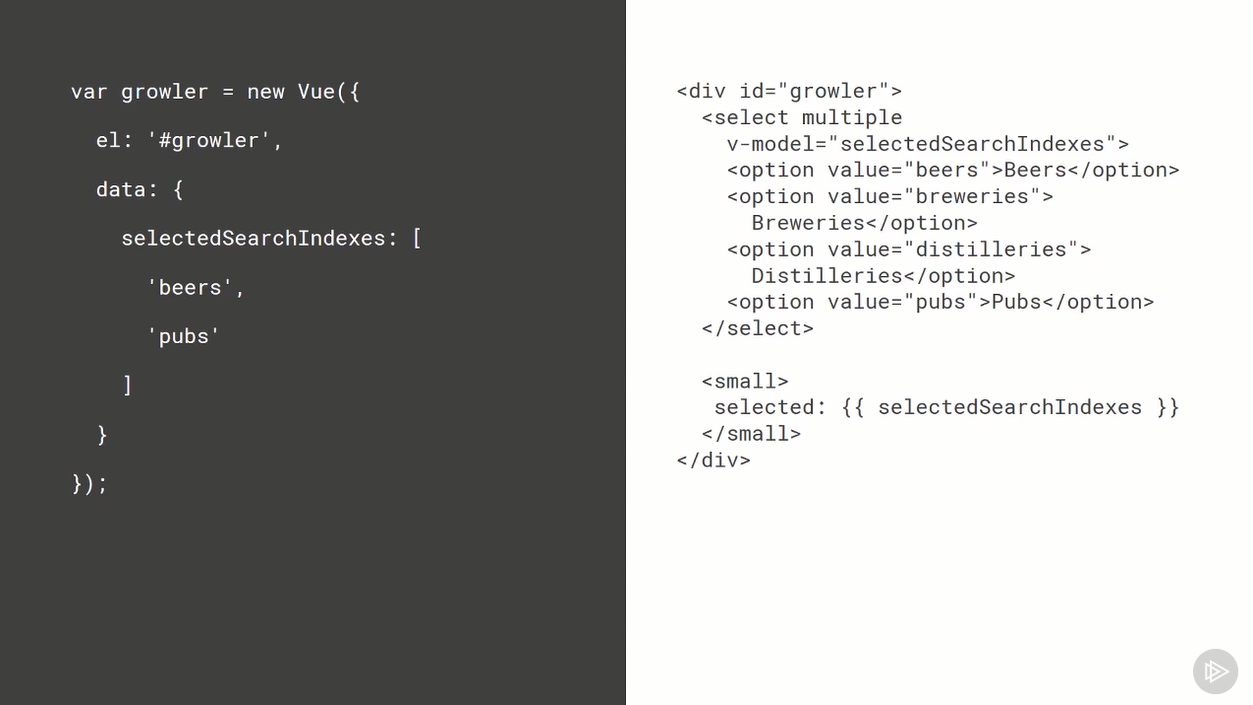 var growler = new Vue({
  el: '#growler',
  data: {
    selectedSearchIndexes: [
      'beers',
      'pubs'
    ]
  }
});
<div id="growler">
  <select multiple
    v-model="selectedSearchIndexes">
    <option value="beers">Beers</option>
    <option value="breweries">
      Breweries</option>
    <option value="distilleries">
      Distilleries</option>
    <option value="pubs">Pubs</option>
  </select>
  <small>
   selected: {{ selectedSearchIndexes }}
  </small>
</div>